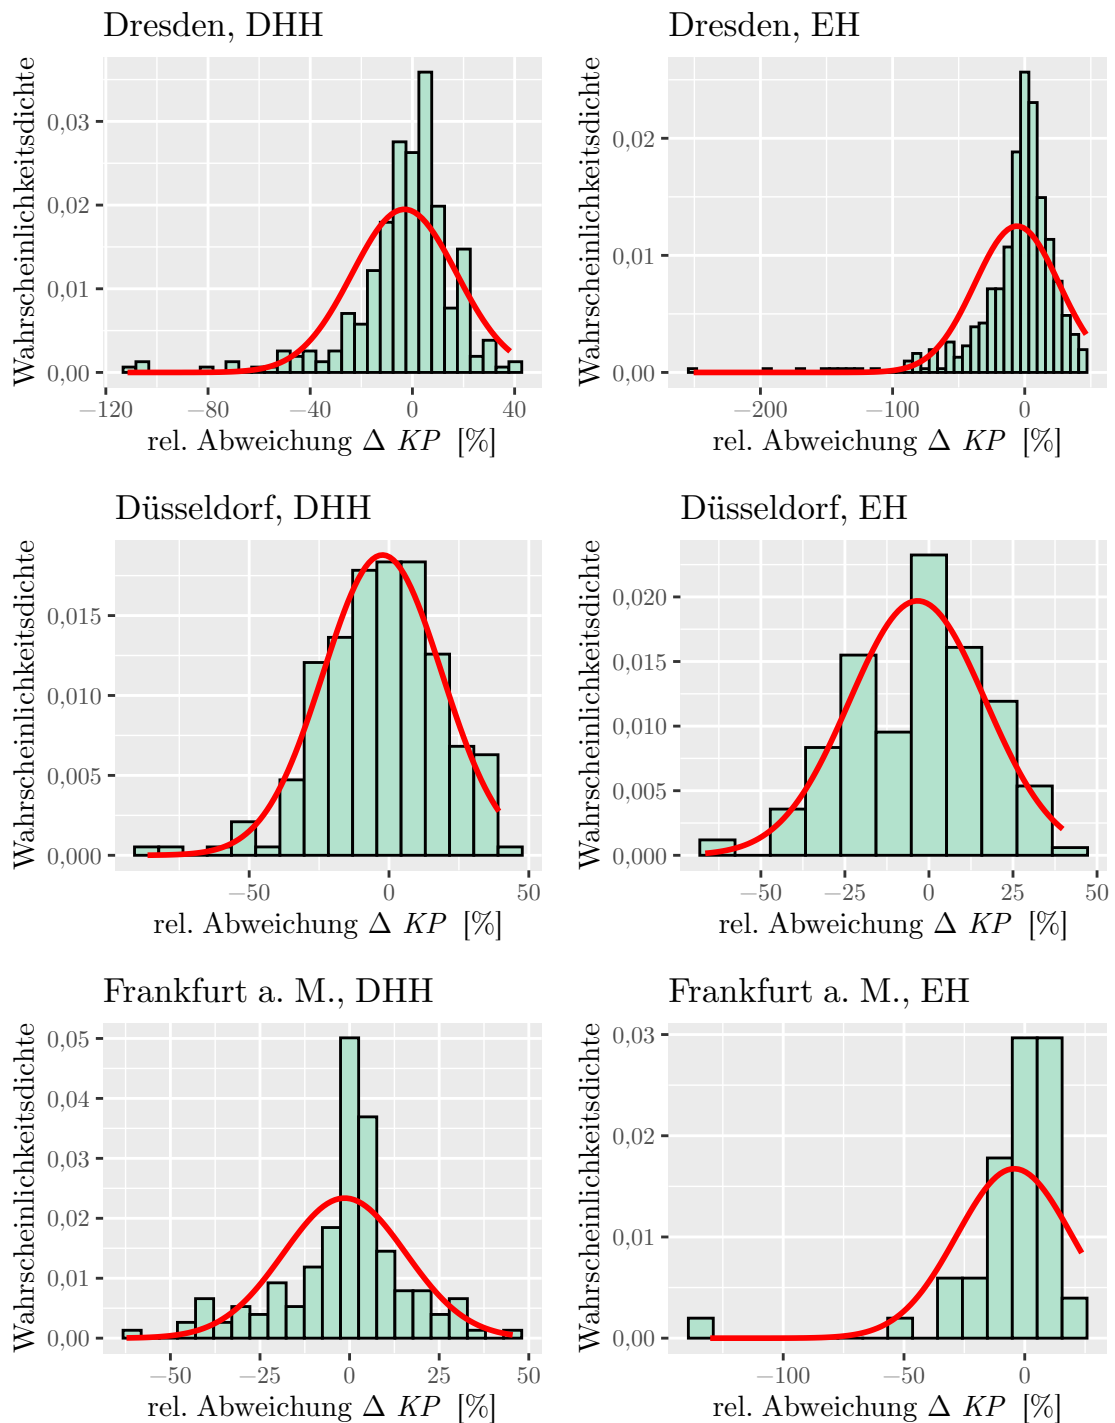 Dresden, DHH
Wahrscheinlichkeitsdichte
0,03
0,02
0,01
0,00
−120 −80 −40 0 40
rel. Abweichung Δ KP [%]
Dresden, EH
Wahrscheinlichkeitsdichte
0,02
0,01
0,00
−200 −100 0
rel. Abweichung Δ KP [%]
Düsseldorf, DHH
Wahrscheinlichkeitsdichte
0,015
0,010
0,005
0,000
−50 0 50
rel. Abweichung Δ KP [%]
Düsseldorf, EH
Wahrscheinlichkeitsdichte
0,020
0,015
0,010
0,005
0,000
−50 −25 0 25 50
rel. Abweichung Δ KP [%]
Frankfurt a. M., DHH
Wahrscheinlichkeitsdichte
0,05
0,04
0,03
0,02
0,01
0,00
−50 −25 0 25 50
rel. Abweichung Δ KP [%]
Frankfurt a. M., EH
Wahrscheinlichkeitsdichte
0,03
0,02
0,01
0,00
−100 −50 0
rel. Abweichung Δ KP [%]